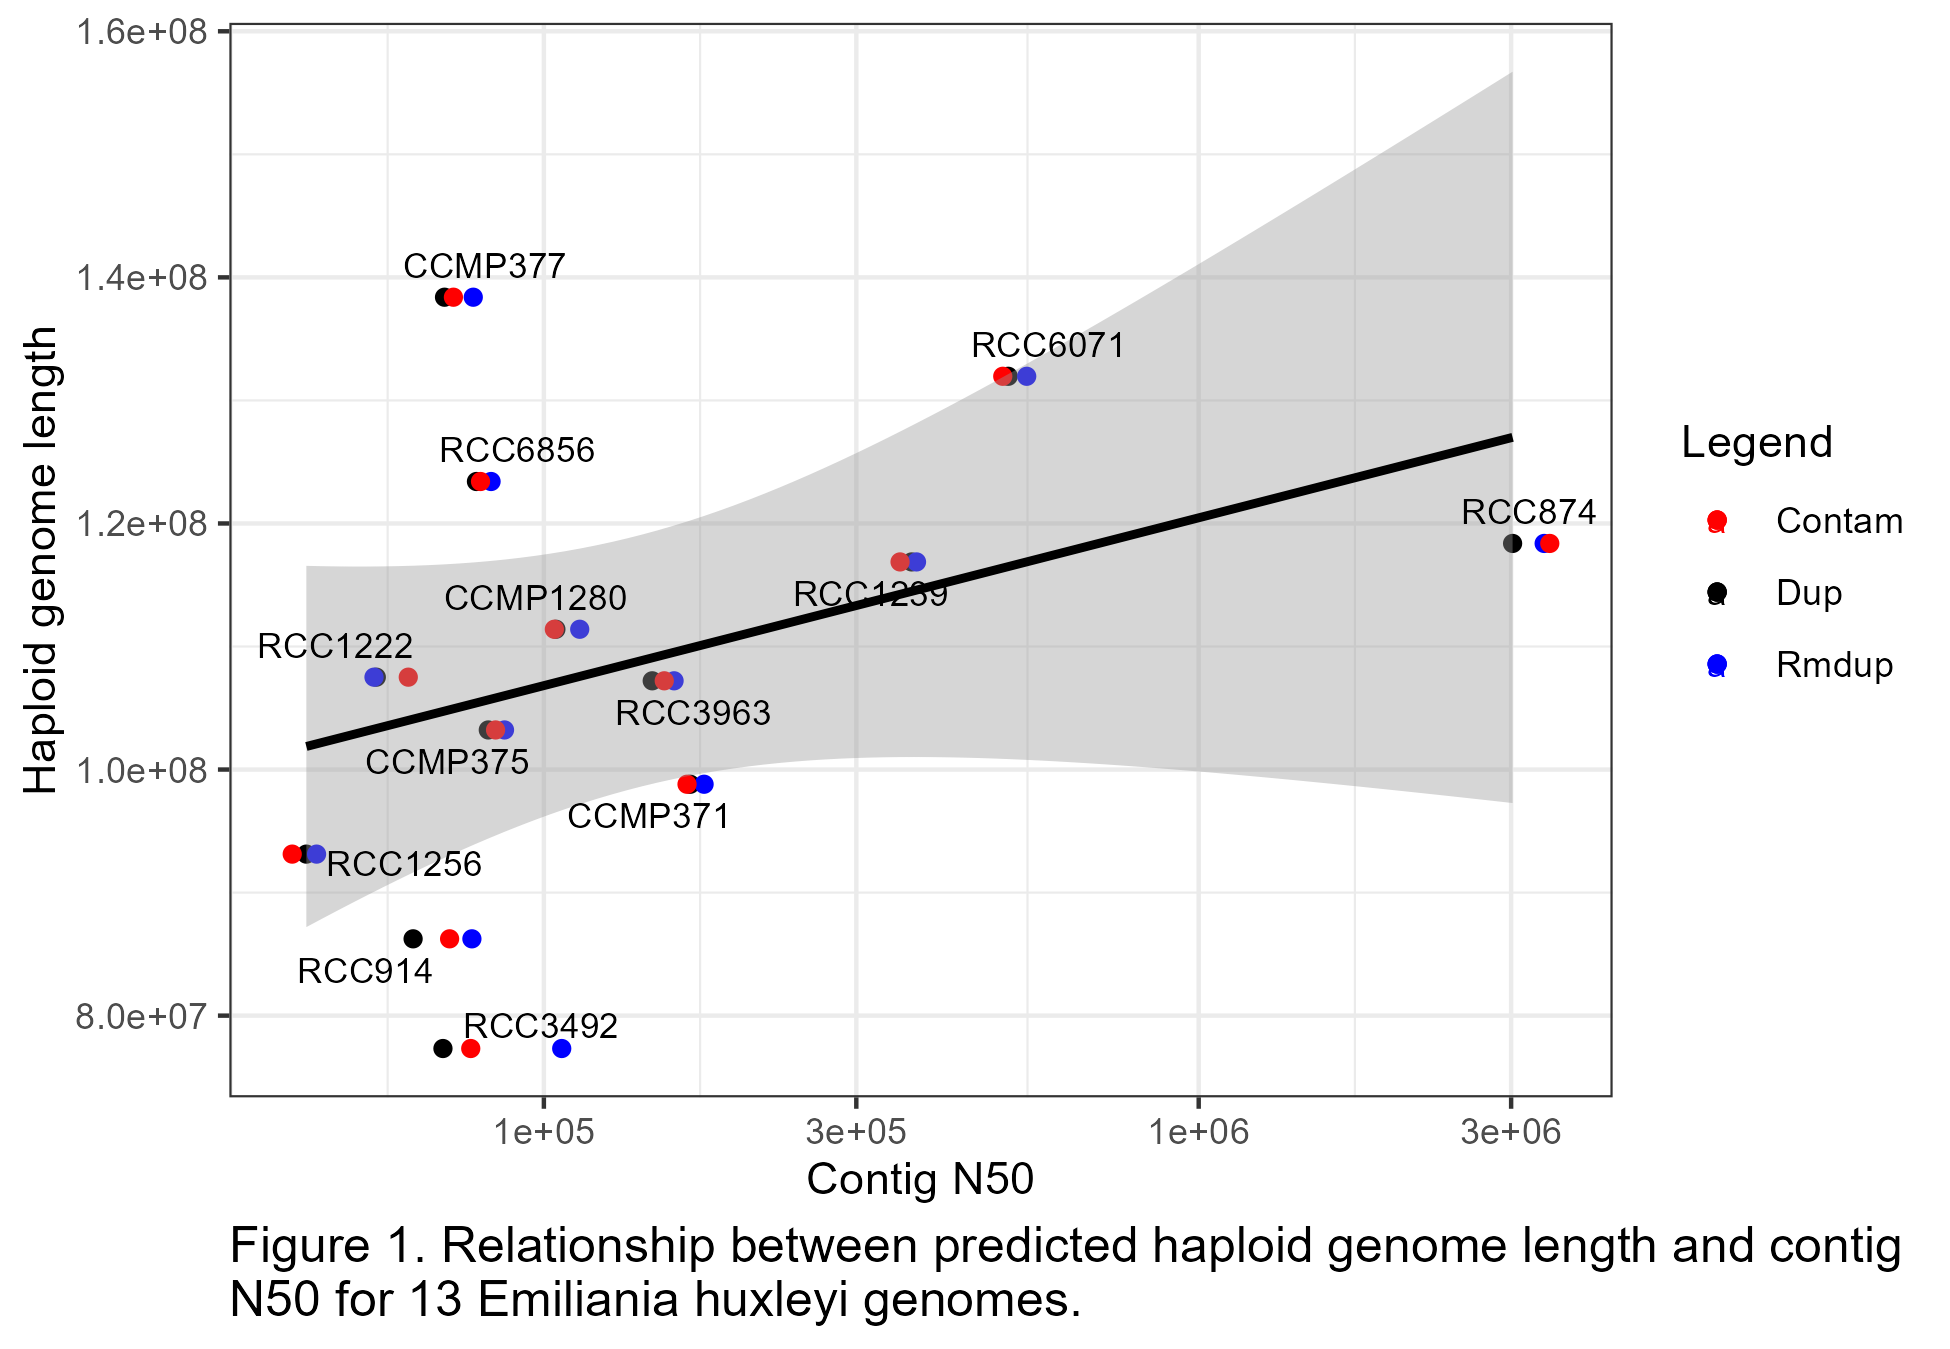 1.6e+08
1.4e+08
1.2e+08
1.0e+08
8.0e+07
Haploid genome length
CCMP377
RCC6071
RCC6856
RCC874
RCC1239
CCMP1280
RCC1222
RCC3963
CCMP375
CCMP371
RCC1256
RCC914
RCC3492
1e+05
3e+05
1e+06
3e+06
Contig N50
Legend
a Contam
a Dup
a Rmdup
Figure 1. Relationship between predicted haploid genome length and contig
N50 for 13 Emiliania huxleyi genomes.